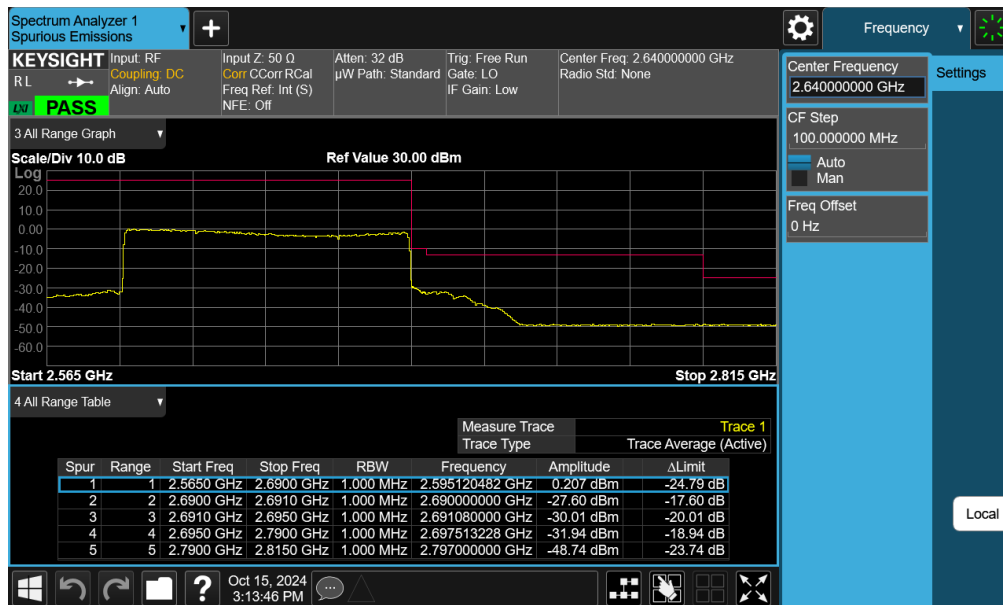 Spectrum Analyzer 1
Spurious Emissions
Frequency
KEYSIGHT
R L
LXI
PASS
Input: RF
Coupling: DC
Align: Auto
Input Z: 50 Ω
Corr CCorr RCal
Freq Ref: Int (S)
NFE: Off
Atten: 32 dB
µW Path: Standard
Trig: Free Run
Gate: LO
IF Gain: Low
Center Freq: 2.640000000 GHz
Radio Std: None
Center Frequency
2.640000000 GHz
Settings
CF Step
100.000000 MHz
Auto
Man
Freq Offset
0 Hz
3 All Range Graph
Scale/Div 10.0 dB Ref Value 30.00 dBm
Log
20.0
10.0
0.00
-10.0
-20.0
-30.0
-40.0
-50.0
-60.0
Start 2.565 GHz Stop 2.815 GHz
4 All Range Table
Measure Trace Trace 1
Trace Type Trace Average (Active)
Spur Range Start Freq Stop Freq RBW Frequency Amplitude ΔLimit
1 1 2.5650 GHz 2.6900 GHz 1.000 MHz 2.595120482 GHz 0.207 dBm -24.79 dB
2 2 2.6900 GHz 2.6910 GHz 1.000 MHz 2.690000000 GHz -27.60 dBm -17.60 dB
3 3 2.6910 GHz 2.6950 GHz 1.000 MHz 2.691080000 GHz -30.01 dBm -20.01 dB
4 4 2.6950 GHz 2.7900 GHz 1.000 MHz 2.697513228 GHz -31.94 dBm -18.94 dB
5 5 2.7900 GHz 2.8150 GHz 1.000 MHz 2.797000000 GHz -48.74 dBm -23.74 dB
Local
?
Oct 15, 2024
3:13:46 PM